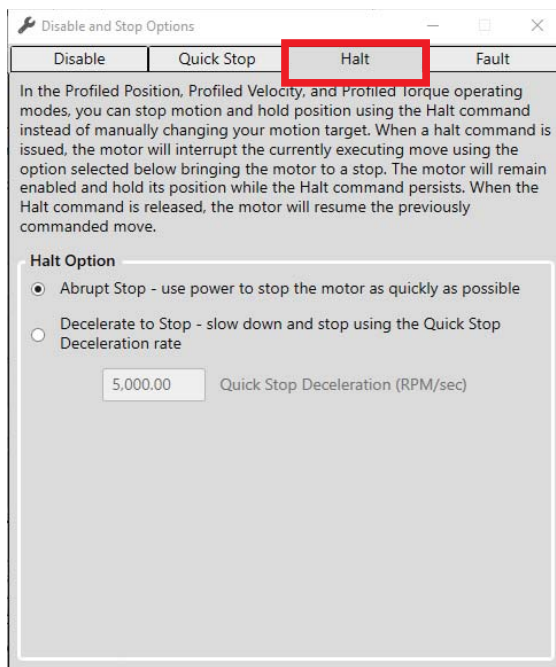 Disable and Stop Options
Disable Quick Stop Halt Fault
In the Profiled Position, Profiled Velocity, and Profiled Torque operating
modes, you can stop motion and hold position using the Halt command
instead of manually changing your motion target. When a halt command is
issued, the motor will interrupt the currently executing move using the
option selected below bringing the motor to a stop. The motor will remain
enabled and hold its position while the Halt command persists. When the
Halt command is released, the motor will resume the previously
commanded move.
Halt Option
Abrupt Stop - use power to stop the motor as quickly as possible
Decelerate to Stop - slow down and stop using the Quick Stop
Deceleration rate
5,000.00 Quick Stop Deceleration (RPM/sec)